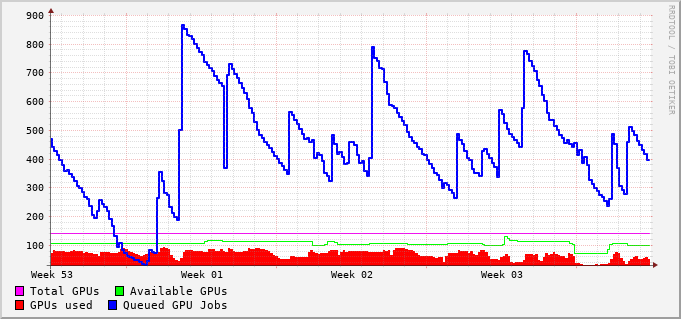 900
800
700
600
500
400
300
200
100
Week 53 Week 01 Week 02 Week 03
Total GPUs Available GPUs
GPUs used Queued GPU Jobs
RRDTOOL / TOBI OETIKER